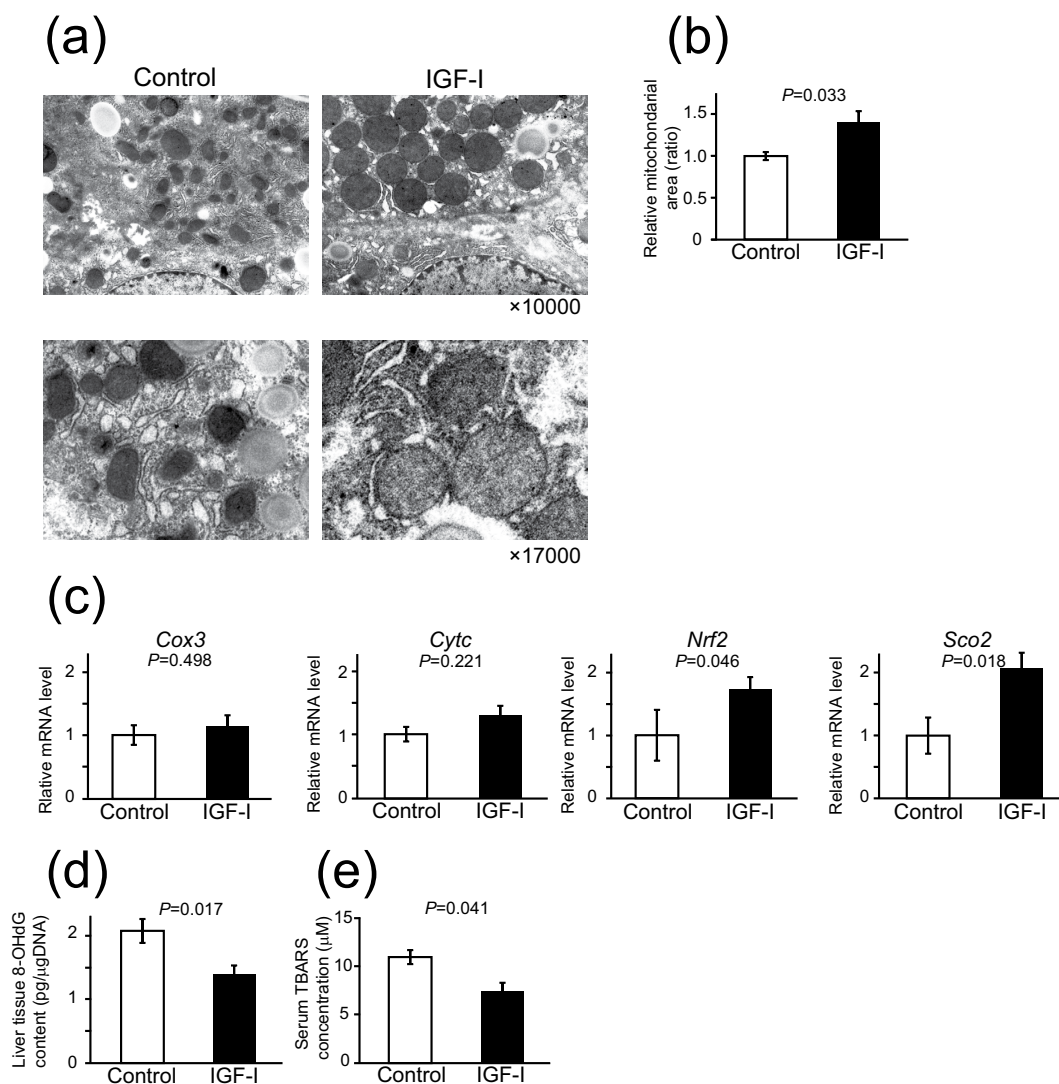 (a)
Control
IGF-I
×10000
×17000
(b)
P=0.033
Relative mitochondarial
area (ratio)
1.5
1.0
0.5
0
Control
IGF-I
(c)
Cox3
P=0.498
Rlative mRNA level
2
1
0
Control
IGF-I
Cytc
P=0.221
Relative mRNA level
2
1
0
Control
IGF-I
Nrf2
P=0.046
Relative mRNA level
2
1
0
Control
IGF-I
Sco2
P=0.018
Relative mRNA level
2
1
0
Control
IGF-I
(d)
P=0.017
Liver tissue 8-OHdG
content (pg/μgDNA)
2
1
0
Control
IGF-I
(e)
P=0.041
Serum TBARS
concentration (μM)
15
10
5
0
Control
IGF-I